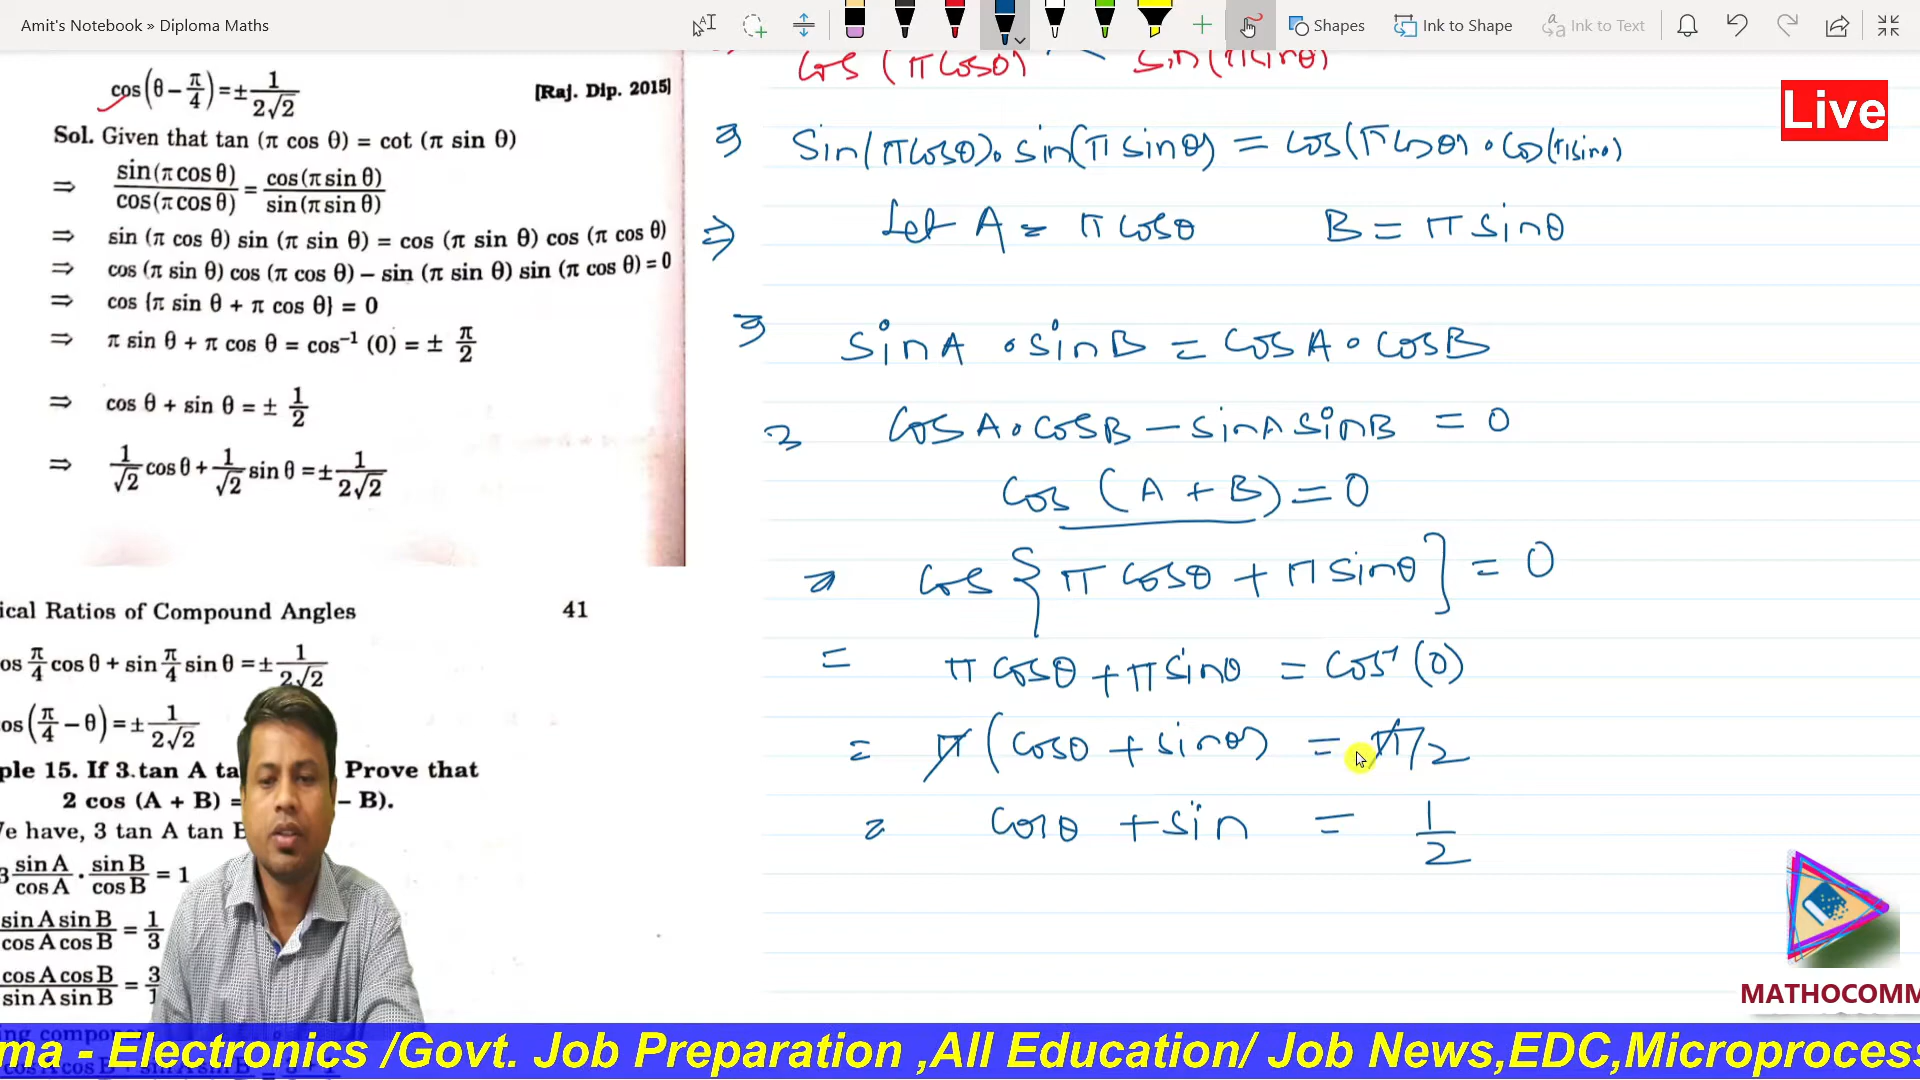 Amit's Notebook » Diploma Maths
Shapes
Ink to Shape
Ink to Text
cos(θ − π/4) = ± 1/2√2 [Raj. Dip. 2015]
Sol. Given that tan (π cos θ) = cot (π sin θ)
⇒ sin(π cos θ)/cos(π cos θ) = cos(π sin θ)/sin(π sin θ)
⇒ sin (π cos θ) sin (π sin θ) = cos (π sin θ) cos (π cos θ)
⇒ cos (π sin θ) cos (π cos θ) − sin (π sin θ) sin (π cos θ) = 0
⇒ cos {π sin θ + π cos θ} = 0
⇒ π sin θ + π cos θ = cos⁻¹ (0) = ± π/2
⇒ cos θ + sin θ = ± 1/2
⇒ 1/√2 cos θ + 1/√2 sin θ = ± 1/2√2
ical Ratios of Compound Angles 41
os π/4 cos θ + sin π/4 sin θ = ± 1/2√2
os(π/4 − θ) = ± 1/2√2
ple 15. If 3 tan A ta Prove that
2 cos (A + B) = − B).
e have, 3 tan A tan B
3 sin A/cos A · sin B/cos B = 1
sin A sin B/cos A cos B = 1/3
cos A cos B/sin A sin B = 3/1
ing compon
cos (π cosθ) sin(π sinθ)
⇒ Sin(π cosθ). sin(π sinθ) = cos(π cosθ) . cos(π sinθ)
⇒ Let A = π cosθ B = π sinθ
⇒ sinA . sinB = cosA . cosB
⇒ cosA . cosB − sinA sinB = 0
cos (A + B) = 0
⇒ cos {π cosθ + π sinθ] = 0
= π cosθ + π sinθ = cos⁻¹ (0)
= π (cosθ + sinθ) = π/2
= cosθ + sin = 1/2
Live
MATHOCOMM
ma - Electronics /Govt. Job Preparation ,All Education/ Job News,EDC,Microproces